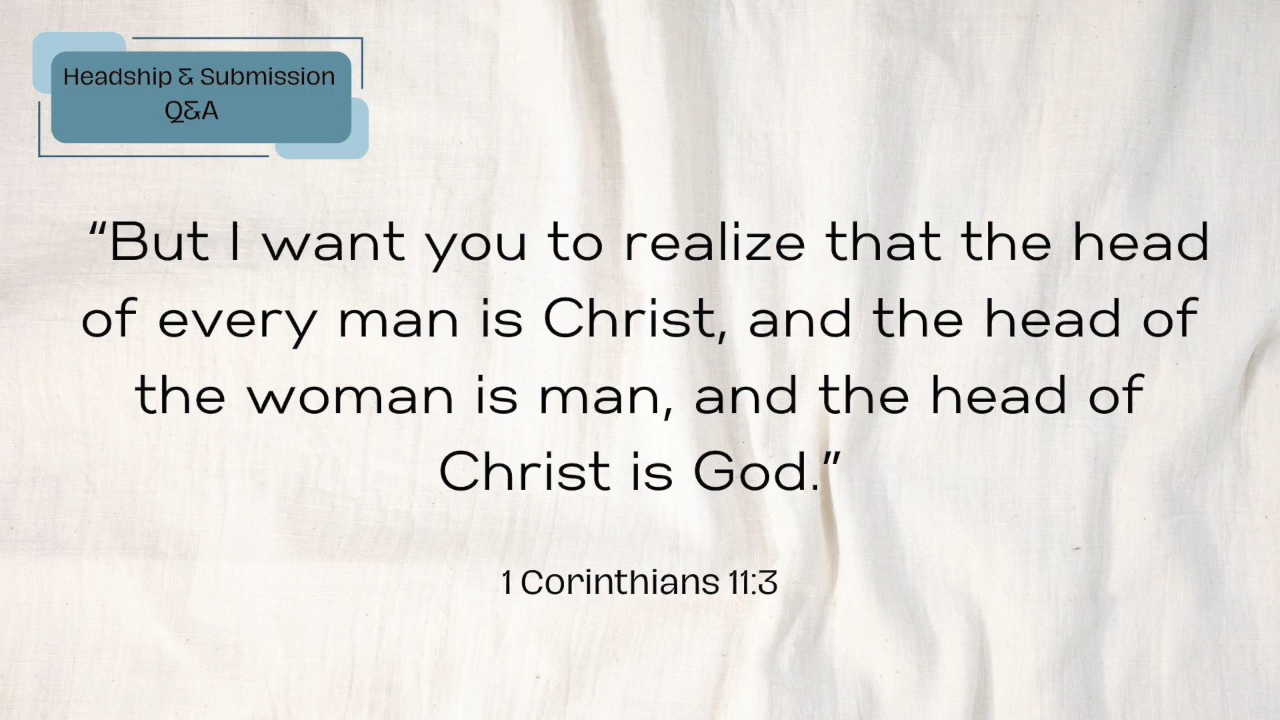 Headship & Submission
Q&A
“But I want you to realize that the head
of every man is Christ, and the head of
the woman is man, and the head of
Christ is God.”
1 Corinthians 11:3